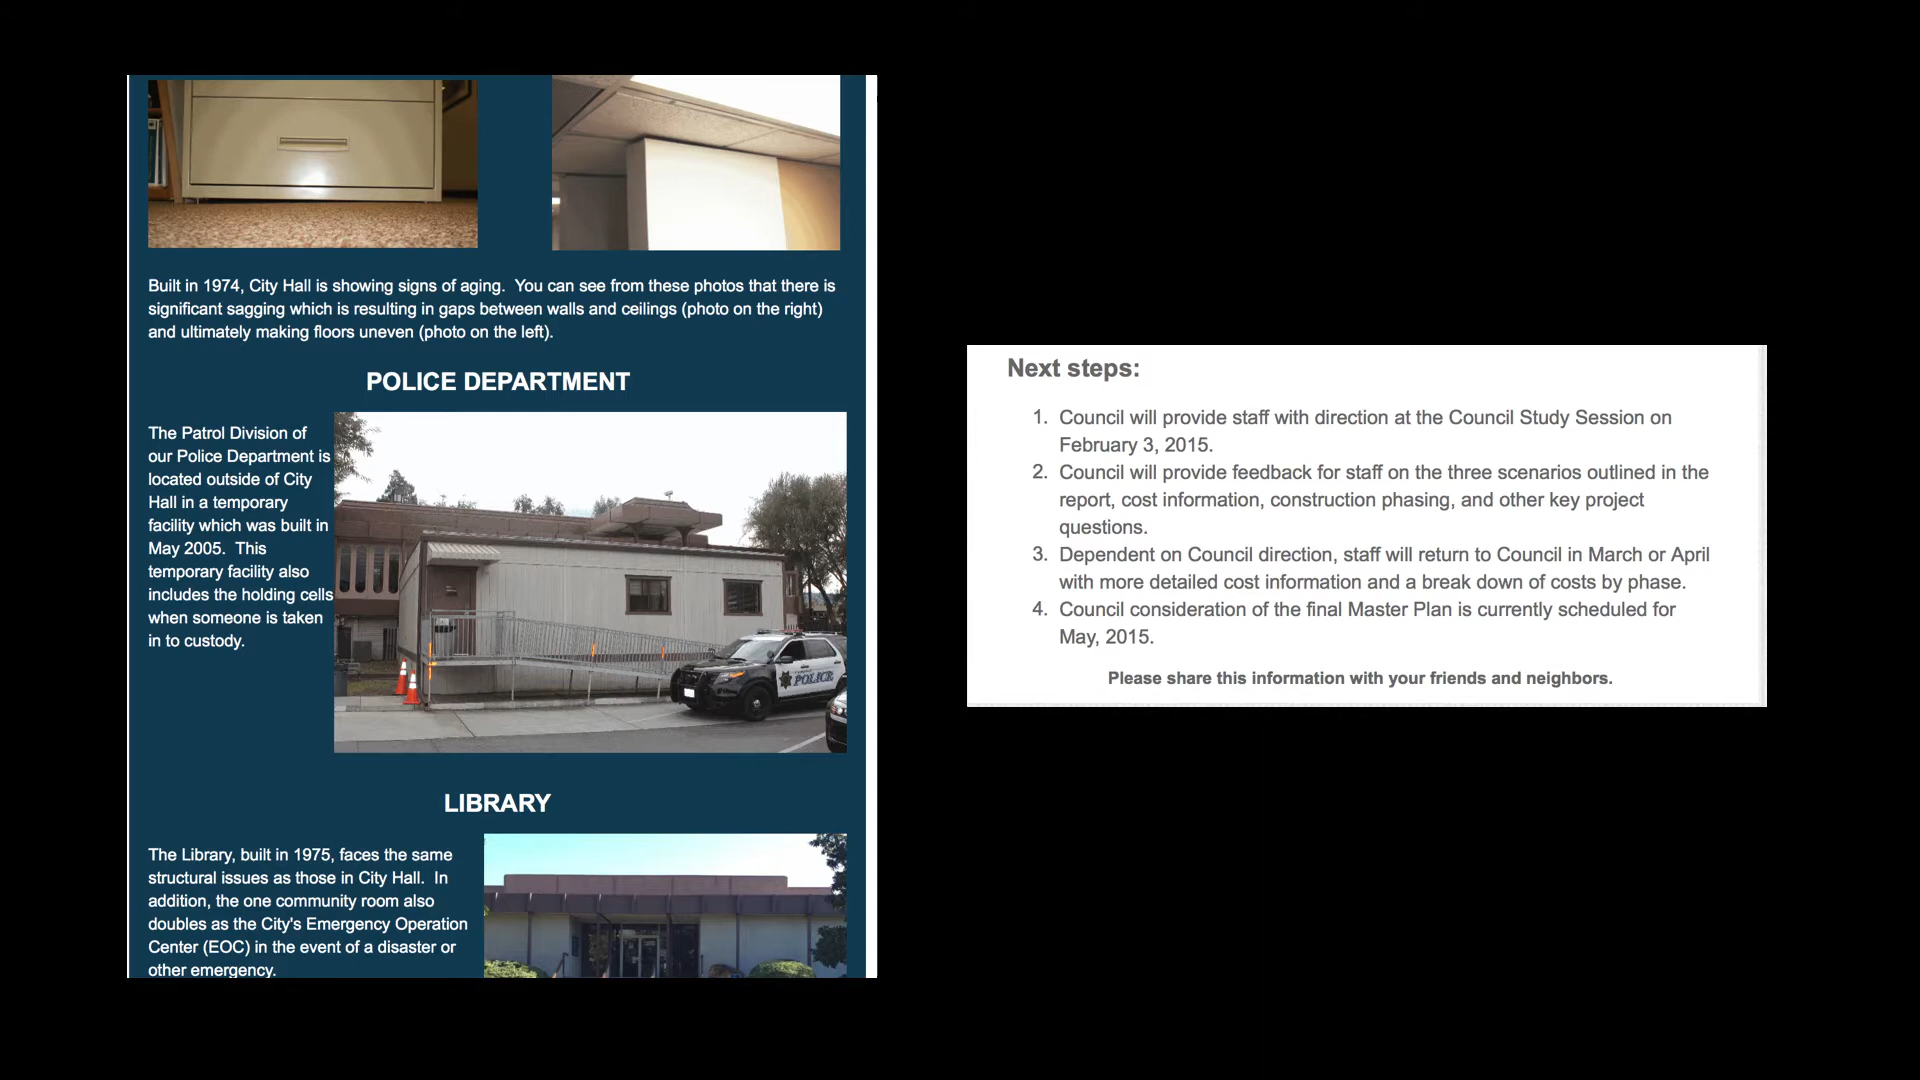 Built in 1974, City Hall is showing signs of aging.  You can see from these photos that there is
significant sagging which is resulting in gaps between walls and ceilings (photo on the right)
and ultimately making floors uneven (photo on the left).
POLICE DEPARTMENT
The Patrol Division of
our Police Department is
located outside of City
Hall in a temporary
facility which was built in
May 2005.  This
temporary facility also
includes the holding cells
when someone is taken
in to custody.
POLICE
LIBRARY
The Library, built in 1975, faces the same
structural issues as those in City Hall.  In
addition, the one community room also
doubles as the City's Emergency Operation
Center (EOC) in the event of a disaster or
other emergency.
Next steps:
1. Council will provide staff with direction at the Council Study Session on
February 3, 2015.
2. Council will provide feedback for staff on the three scenarios outlined in the
report, cost information, construction phasing, and other key project
questions.
3. Dependent on Council direction, staff will return to Council in March or April
with more detailed cost information and a break down of costs by phase.
4. Council consideration of the final Master Plan is currently scheduled for
May, 2015.
Please share this information with your friends and neighbors.